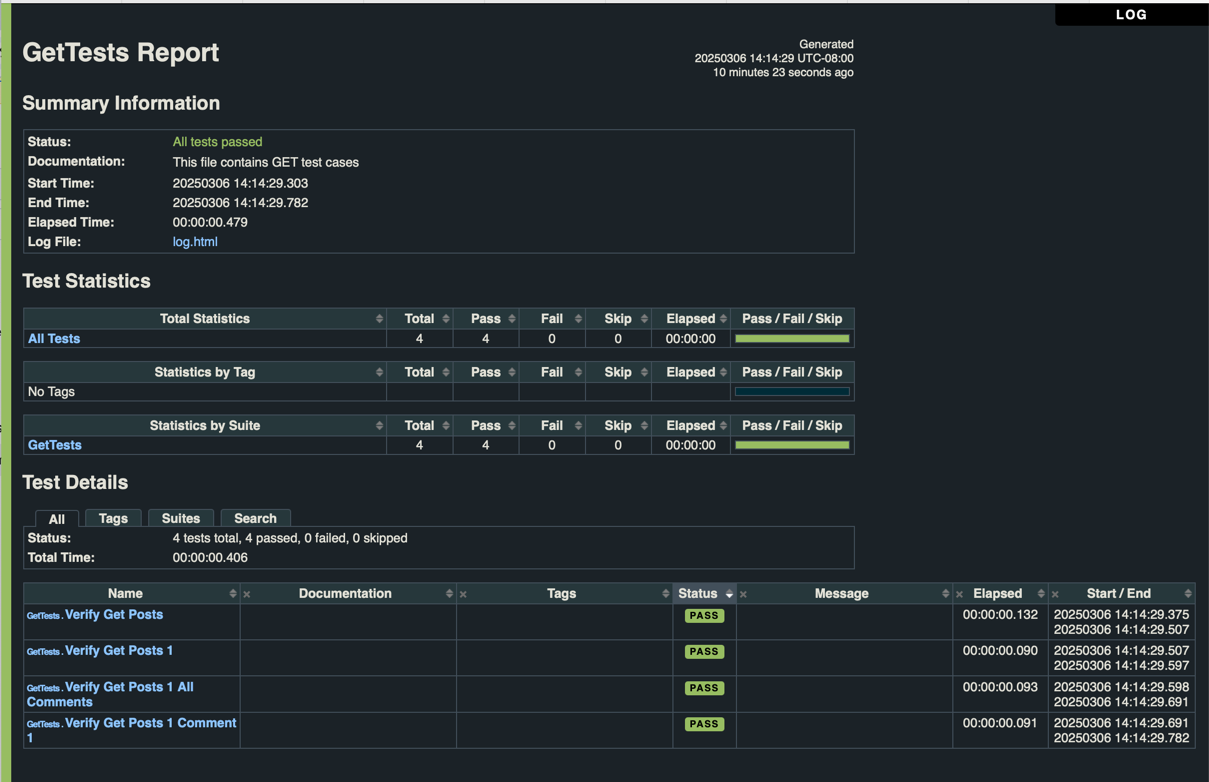 LOG
GetTests Report
Generated
20250306 14:14:29 UTC-08:00
10 minutes 23 seconds ago
Summary Information
Status: All tests passed
Documentation: This file contains GET test cases
Start Time: 20250306 14:14:29.303
End Time: 20250306 14:14:29.782
Elapsed Time: 00:00:00.479
Log File: log.html
Test Statistics
Total Statistics Total Pass Fail Skip Elapsed Pass / Fail / Skip
All Tests 4 4 0 0 00:00:00
Statistics by Tag Total Pass Fail Skip Elapsed Pass / Fail / Skip
No Tags
Statistics by Suite Total Pass Fail Skip Elapsed Pass / Fail / Skip
GetTests 4 4 0 0 00:00:00
Test Details
All Tags Suites Search
Status: 4 tests total, 4 passed, 0 failed, 0 skipped
Total Time: 00:00:00.406
Name × Documentation × Tags Status × Message × Elapsed × Start / End
GetTests . Verify Get Posts PASS 00:00:00.132 20250306 14:14:29.375
20250306 14:14:29.507
GetTests . Verify Get Posts 1 PASS 00:00:00.090 20250306 14:14:29.507
20250306 14:14:29.597
GetTests . Verify Get Posts 1 All PASS 00:00:00.093 20250306 14:14:29.598
Comments 20250306 14:14:29.691
GetTests . Verify Get Posts 1 Comment PASS 00:00:00.091 20250306 14:14:29.691
1 20250306 14:14:29.782